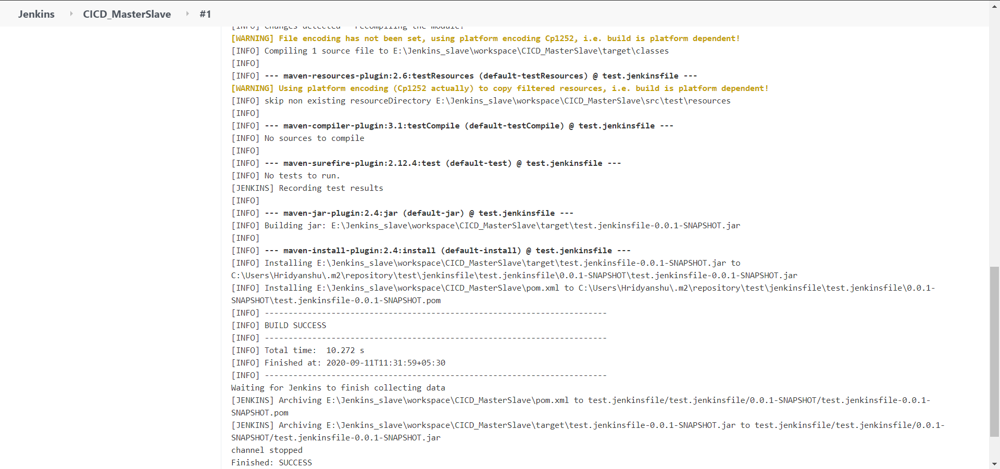 Jenkins CICD_MasterSlave #1
[INFO] Changes detected - recompiling the module!
[WARNING] File encoding has not been set, using platform encoding Cp1252, i.e. build is platform dependent!
[INFO] Compiling 1 source file to E:\Jenkins_slave\workspace\CICD_MasterSlave\target\classes
[INFO]
[INFO] --- maven-resources-plugin:2.6:testResources (default-testResources) @ test.jenkinsfile ---
[WARNING] Using platform encoding (Cp1252 actually) to copy filtered resources, i.e. build is platform dependent!
[INFO] skip non existing resourceDirectory E:\Jenkins_slave\workspace\CICD_MasterSlave\src\test\resources
[INFO]
[INFO] --- maven-compiler-plugin:3.1:testCompile (default-testCompile) @ test.jenkinsfile ---
[INFO] No sources to compile
[INFO]
[INFO] --- maven-surefire-plugin:2.12.4:test (default-test) @ test.jenkinsfile ---
[INFO] No tests to run.
[JENKINS] Recording test results
[INFO]
[INFO] --- maven-jar-plugin:2.4:jar (default-jar) @ test.jenkinsfile ---
[INFO] Building jar: E:\Jenkins_slave\workspace\CICD_MasterSlave\target\test.jenkinsfile-0.0.1-SNAPSHOT.jar
[INFO]
[INFO] --- maven-install-plugin:2.4:install (default-install) @ test.jenkinsfile ---
[INFO] Installing E:\Jenkins_slave\workspace\CICD_MasterSlave\target\test.jenkinsfile-0.0.1-SNAPSHOT.jar to
C:\Users\Hridyanshu\.m2\repository\test\jenkinsfile\test.jenkinsfile\0.0.1-SNAPSHOT\test.jenkinsfile-0.0.1-SNAPSHOT.jar
[INFO] Installing E:\Jenkins_slave\workspace\CICD_MasterSlave\pom.xml to C:\Users\Hridyanshu\.m2\repository\test\jenkinsfile\test.jenkinsfile\0.0.1-
SNAPSHOT\test.jenkinsfile-0.0.1-SNAPSHOT.pom
[INFO] ------------------------------------------------------------------------
[INFO] BUILD SUCCESS
[INFO] ------------------------------------------------------------------------
[INFO] Total time:  10.272 s
[INFO] Finished at: 2020-09-11T11:31:59+05:30
[INFO] ------------------------------------------------------------------------
Waiting for Jenkins to finish collecting data
[JENKINS] Archiving E:\Jenkins_slave\workspace\CICD_MasterSlave\pom.xml to test.jenkinsfile/test.jenkinsfile/0.0.1-SNAPSHOT/test.jenkinsfile-0.0.1-
SNAPSHOT.pom
[JENKINS] Archiving E:\Jenkins_slave\workspace\CICD_MasterSlave\target\test.jenkinsfile-0.0.1-SNAPSHOT.jar to test.jenkinsfile/test.jenkinsfile/0.0.1-
SNAPSHOT/test.jenkinsfile-0.0.1-SNAPSHOT.jar
channel stopped
Finished: SUCCESS